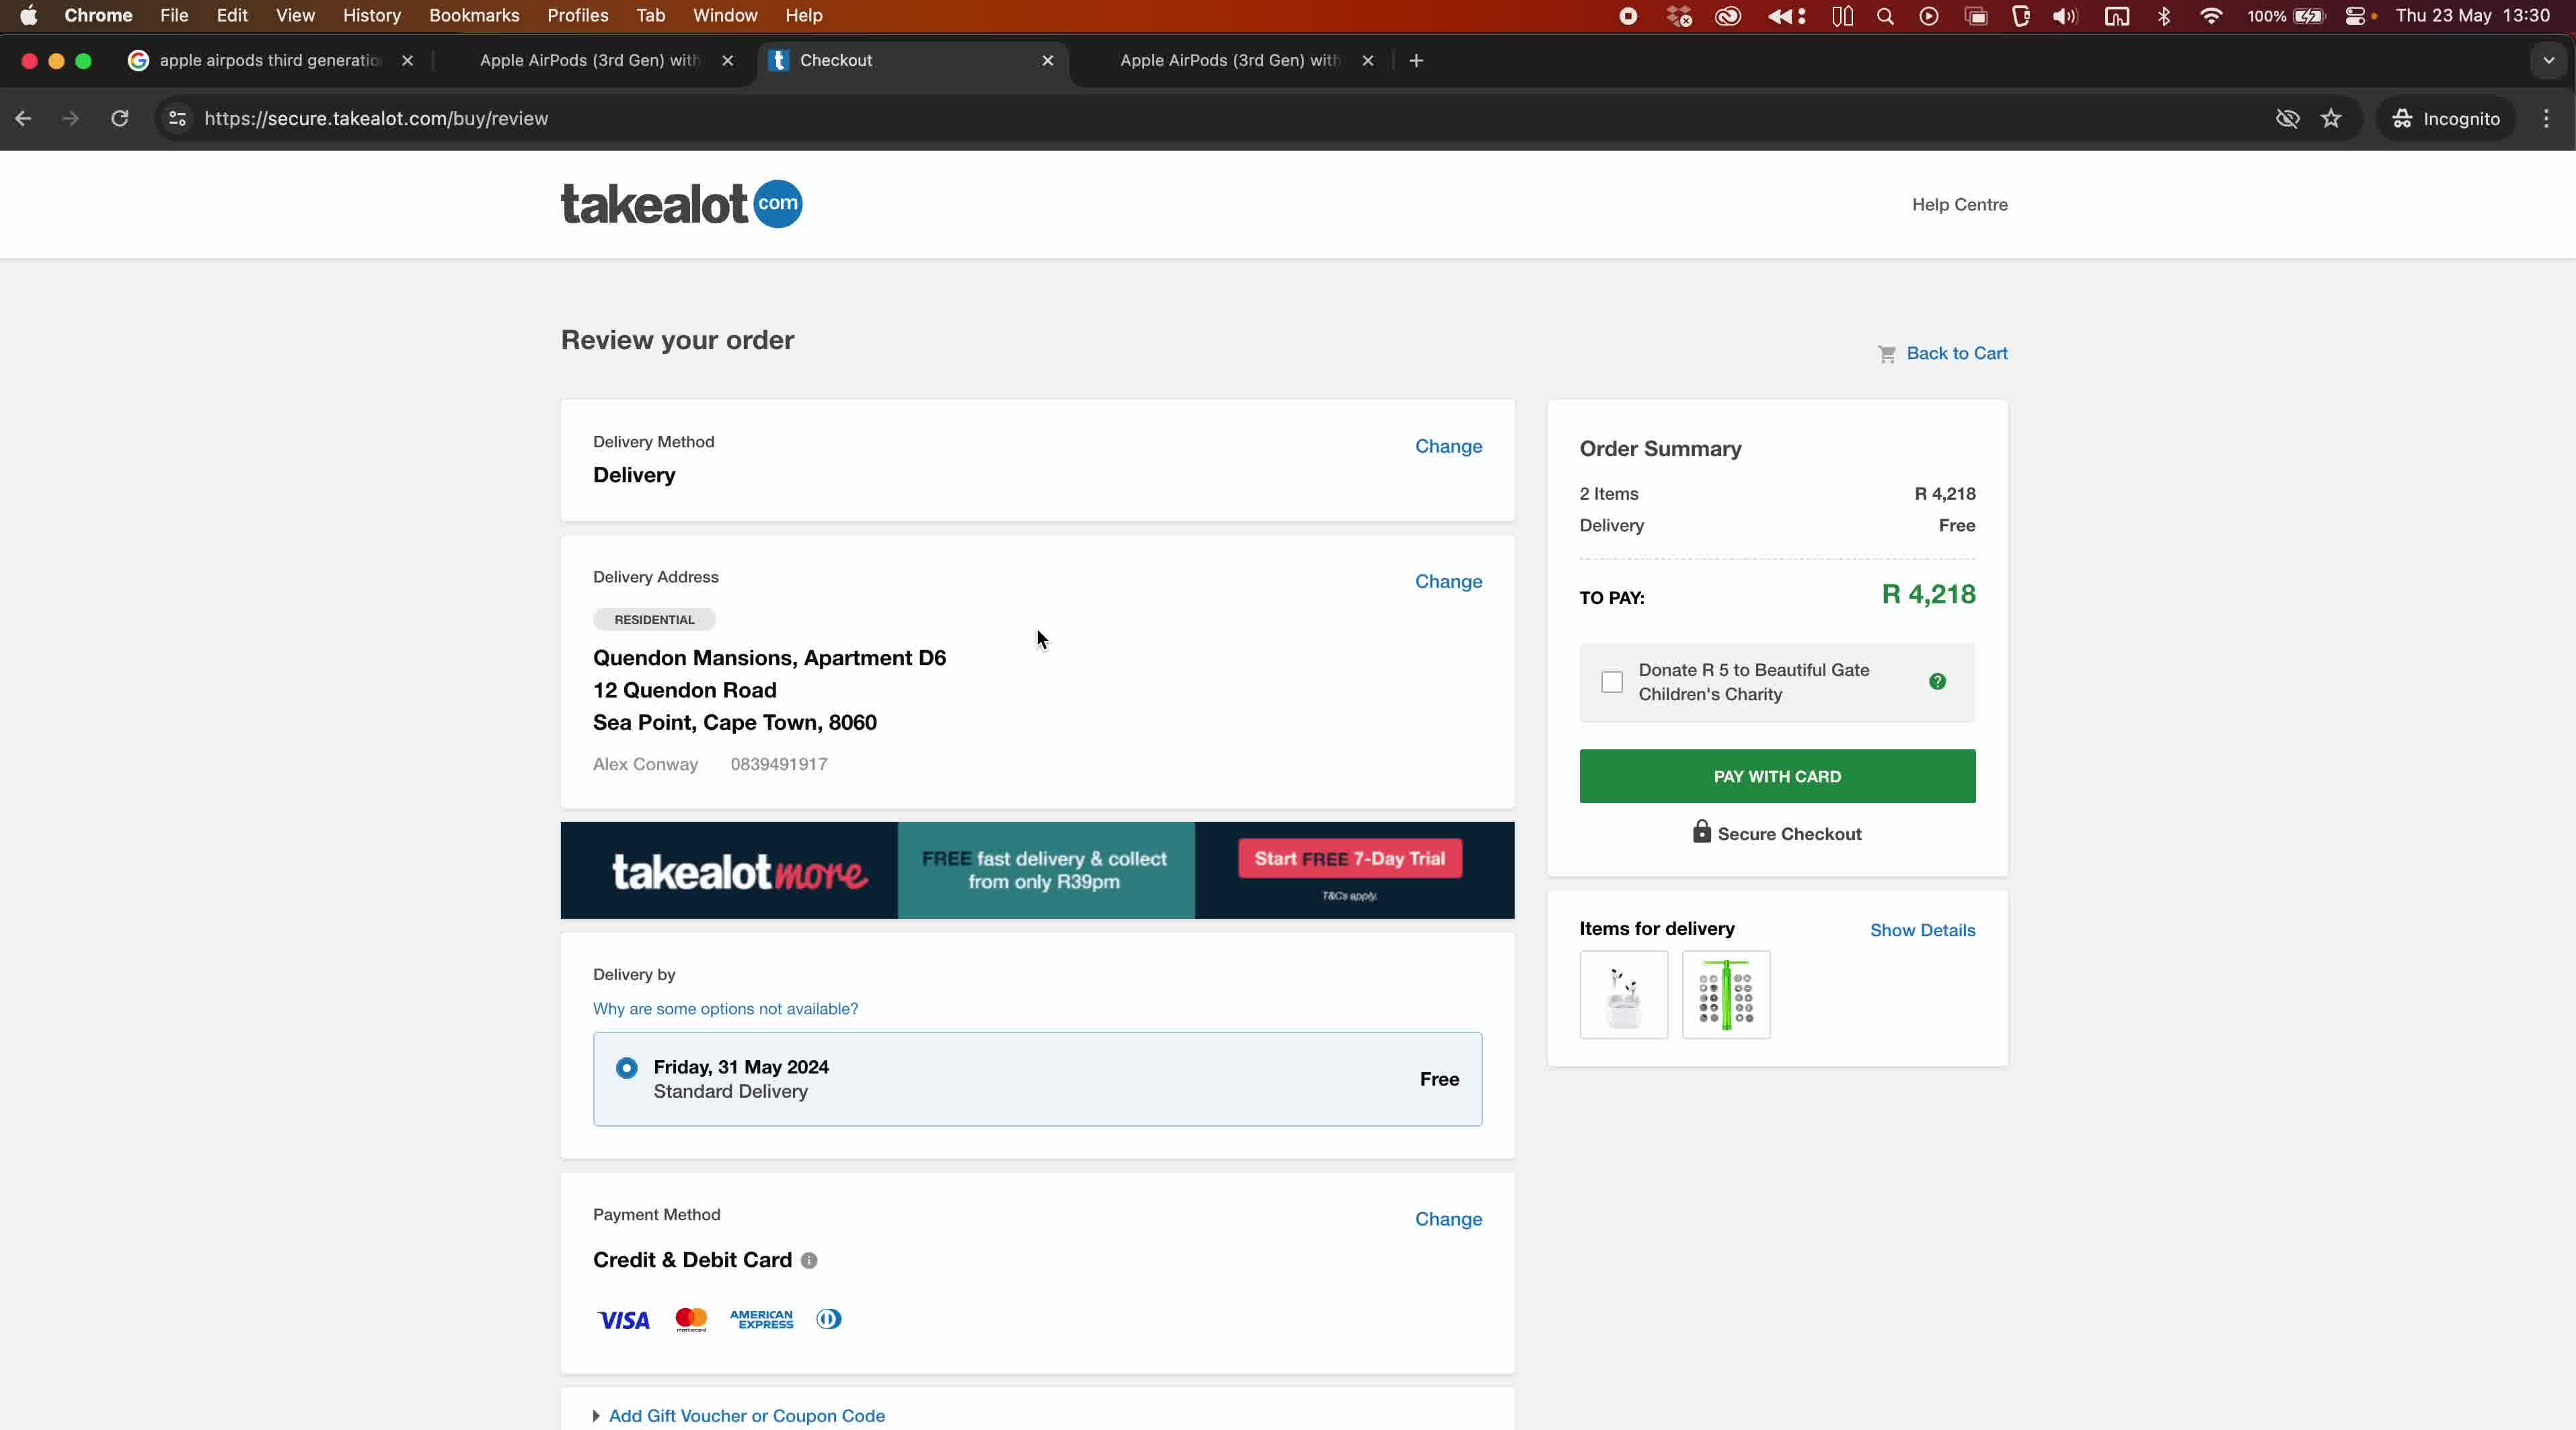 Chrome File Edit View History Bookmarks Profiles Tab Window Help 100% Thu 23 May 13:30
apple airpods third generatio Apple AirPods (3rd Gen) with Checkout Apple AirPods (3rd Gen) with
https://secure.takealot.com/buy/review Incognito
takealot com
Help Centre
Review your order
Back to Cart
Delivery Method
Change
Delivery
Delivery Address
Change
RESIDENTIAL
Quendon Mansions, Apartment D6
12 Quendon Road
Sea Point, Cape Town, 8060
Alex Conway 0839491917
takealot more
FREE fast delivery & collect
from only R39pm
Start FREE 7-Day Trial
T&Cs apply.
Delivery by
Why are some options not available?
Friday, 31 May 2024
Standard Delivery
Free
Payment Method
Change
Credit & Debit Card
VISA mastercard AMERICAN EXPRESS
Add Gift Voucher or Coupon Code
Order Summary
2 Items R 4,218
Delivery Free
TO PAY: R 4,218
Donate R 5 to Beautiful Gate
Children's Charity
?
PAY WITH CARD
Secure Checkout
Items for delivery
Show Details